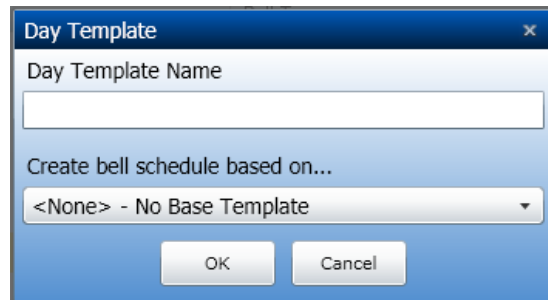 Day Template
Day Template Name
Create bell schedule based on...
<None> - No Base Template
OK Cancel